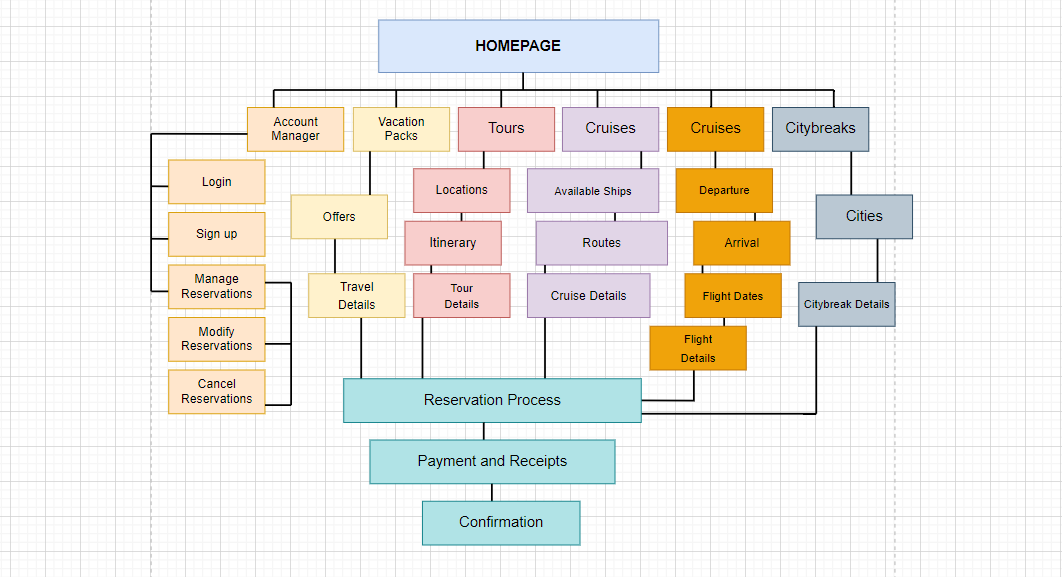 HOMEPAGE
Account
Manager
Vacation
Packs
Tours
Cruises
Cruises
Citybreaks
Login
Sign up
Manage
Reservations
Modify
Reservations
Cancel
Reservations
Offers
Travel
Details
Locations
Itinerary
Tour
Details
Available Ships
Routes
Cruise Details
Departure
Arrival
Flight Dates
Flight
Details
Cities
Citybreak Details
Reservation Process
Payment and Receipts
Confirmation